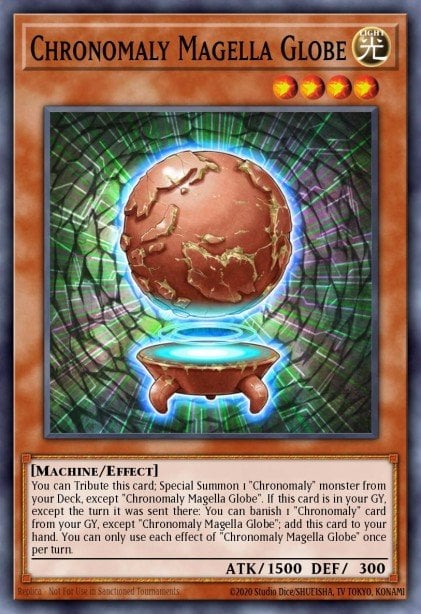 Chronomaly Magella Globe
LIGHT
光
[Machine/Effect]
You can Tribute this card; Special Summon 1 "Chronomaly" monster
from your Deck, except "Chronomaly Magella Globe". If this card is in your GY,
except the turn it was sent there: You can banish 1 "Chronomaly" card
from your GY, except "Chronomaly Magella Globe"; add this card to
your hand. You can only use each effect of "Chronomaly Magella Globe" once
per turn.
ATK/1500 DEF/ 300
Replica - Not For Use in Sanctioned Tournaments
©2020 Studio Dice/SHUEISHA, TV TOKYO, KONAMI